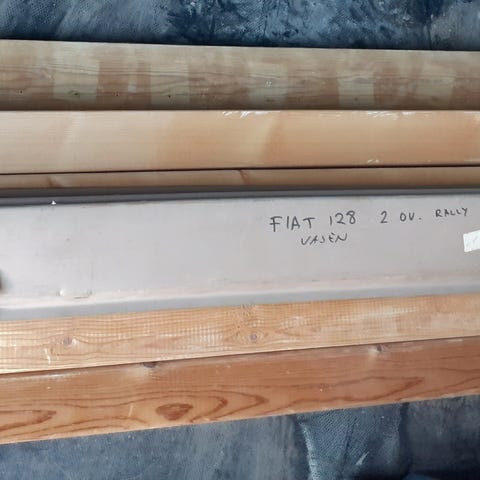 FIAT 128 2 OV. RALLY
VASEN